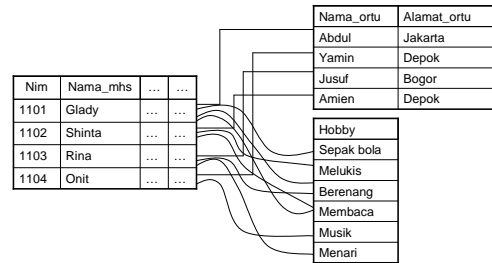 Nama_ortu Alamat_ortu
Abdul Jakarta
Yamin Depok
Jusuf Bogor
Amien Depok
Nim Nama_mhs ... ...
1101 Glady ... ...
1102 Shinta ... ...
1103 Rina ... ...
1104 Onit ... ...
Hobby
Sepak bola
Melukis
Berenang
Membaca
Musik
Menari